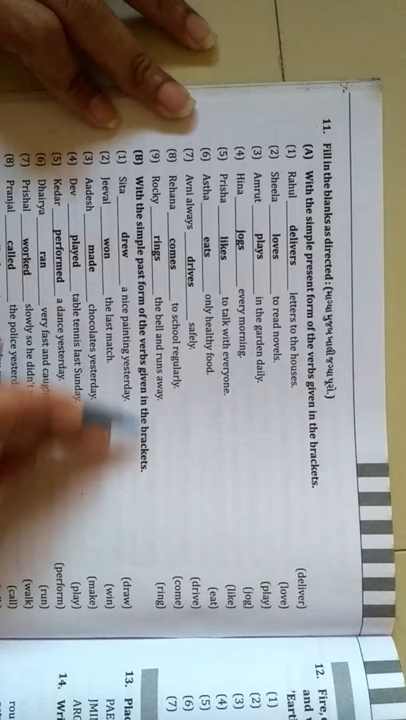 11. Fill in the blanks as directed : (માગ્યા મુજબ ખાલી જગ્યા પૂરો.)
(A) With the simple present form of the verbs given in the brackets.
(1) Rahul delivers letters to the houses. (deliver)
(2) Sheela loves to read novels. (love)
(3) Amrut plays in the garden daily. (play)
(4) Hina jogs every morning. (jog)
(5) Prisha likes to talk with everyone. (like)
(6) Astha eats only healthy food. (eat)
(7) Avni always drives safely. (drive)
(8) Rehana comes to school regularly. (come)
(9) Rocky rings the bell and runs away. (ring)
(B) With the simple past form of the verbs given in the brackets.
(1) Sita drew a nice painting yesterday. (draw)
(2) Jeeval won the last match. (win)
(3) Aadesh made chocolates yesterday. (make)
(4) Dev played table tennis last Sunday. (play)
(5) Kedar performed a dance yesterday. (perform)
(6) Dhairya ran very fast and (run)
(7) Prishal worked slowly so he didn't (walk)
(8) Pranjal called the police (call)
12. Fire,
and
'Ear
(1)
(2)
(3)
(4)
(5)
(6)
(7)
13. Plac
PAE
JMI
ARC
14. Wri
rou